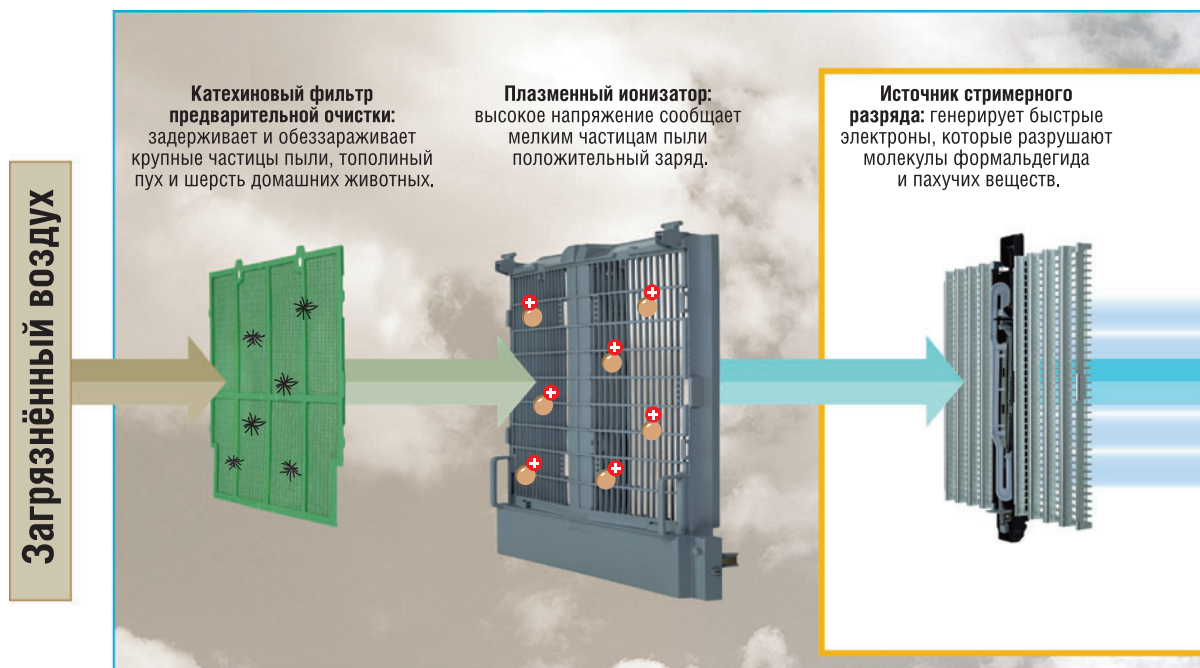 Загрязнённый воздух
Катехиновый фильтр
предварительной очистки:
задерживает и обеззараживает
крупные частицы пыли, тополиный
пух и шерсть домашних животных.
Плазменный ионизатор:
высокое напряжение сообщает
мелким частицам пыли
положительный заряд.
Источник стримерного
разряда: генерирует быстрые
электроны, которые разрушают
молекулы формальдегида
и пахучих веществ.